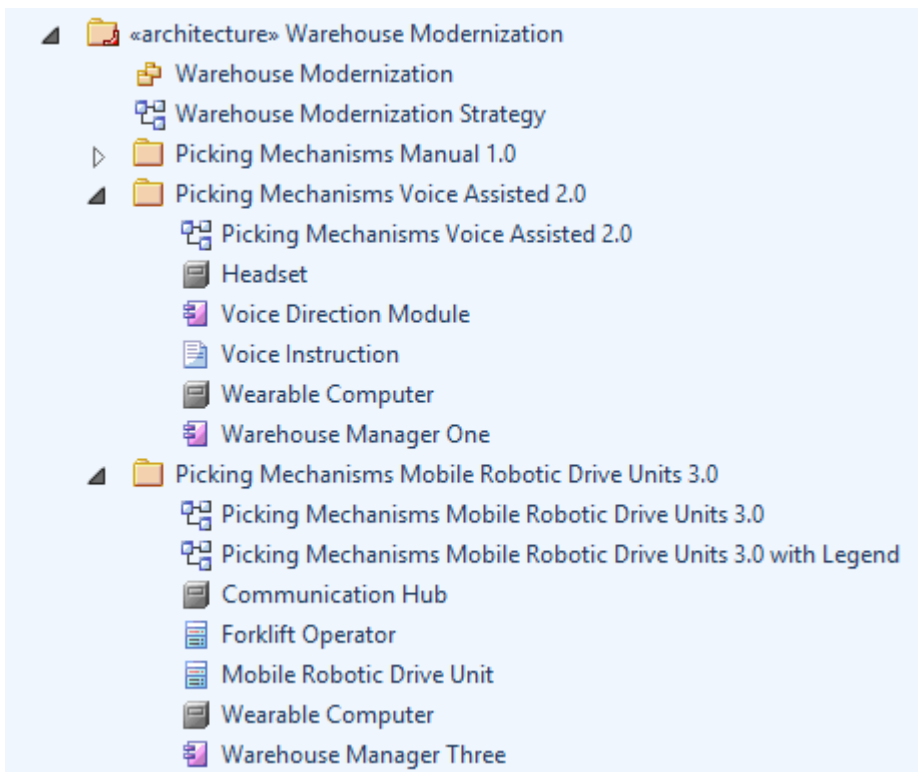 «architecture» Warehouse Modernization
Warehouse Modernization
Warehouse Modernization Strategy
Picking Mechanisms Manual 1.0
Picking Mechanisms Voice Assisted 2.0
Picking Mechanisms Voice Assisted 2.0
Headset
Voice Direction Module
Voice Instruction
Wearable Computer
Warehouse Manager One
Picking Mechanisms Mobile Robotic Drive Units 3.0
Picking Mechanisms Mobile Robotic Drive Units 3.0
Picking Mechanisms Mobile Robotic Drive Units 3.0 with Legend
Communication Hub
Forklift Operator
Mobile Robotic Drive Unit
Wearable Computer
Warehouse Manager Three